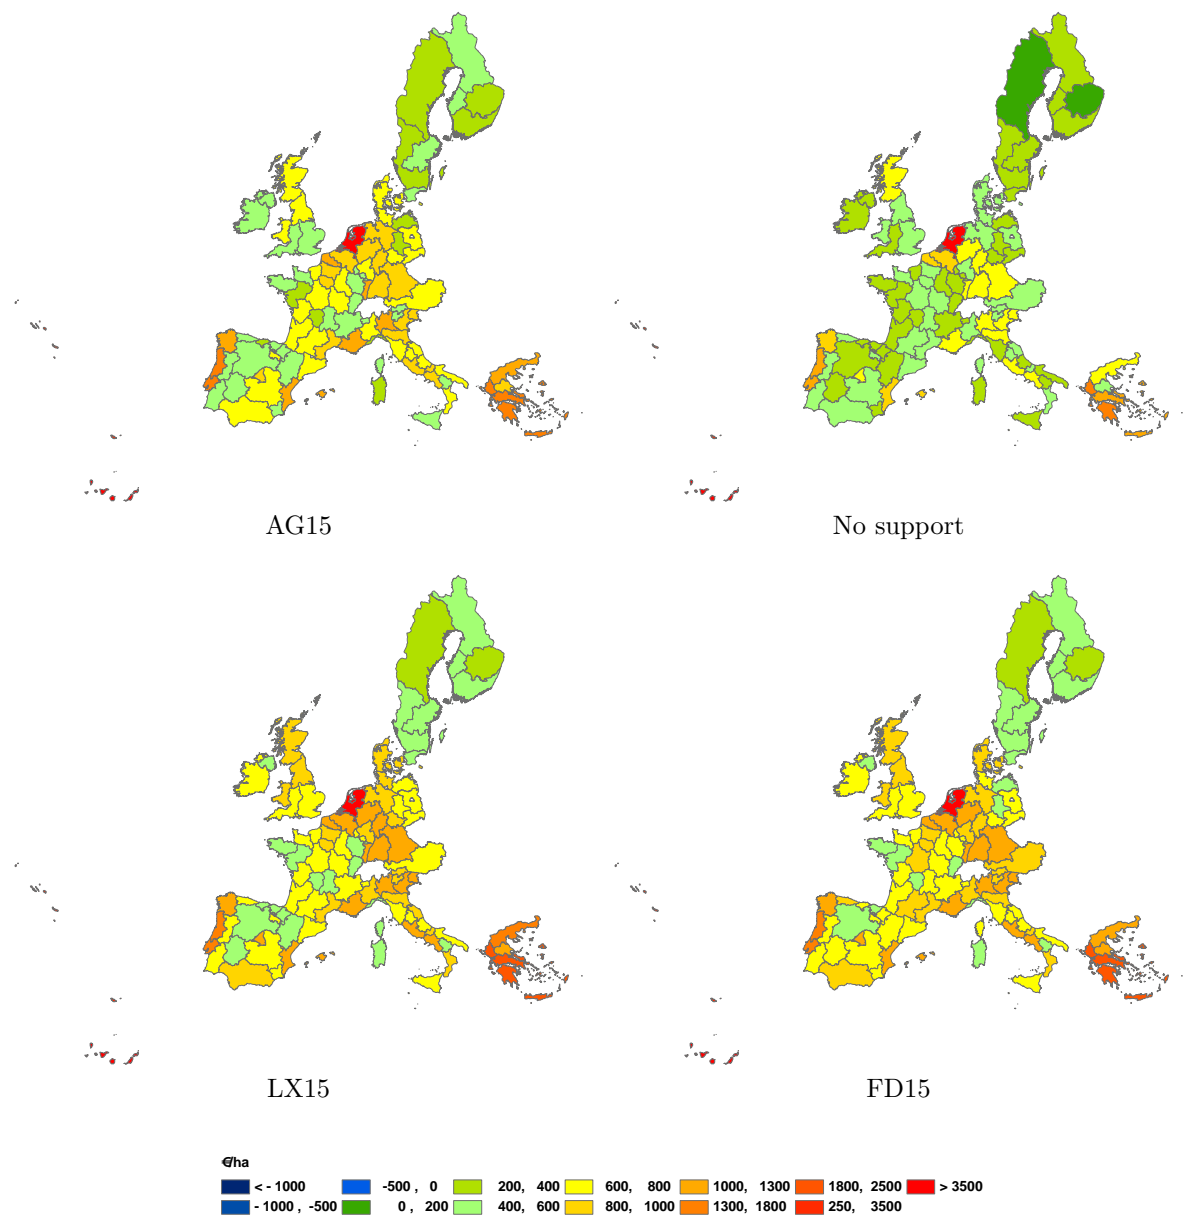 AG15 No support
LX15 FD15
€/ha
< - 1000 -500 , 0 200, 400 600, 800 1000, 1300 1800, 2500 > 3500
- 1000 , -500 0 , 200 400, 600 800, 1000 1300, 1800 250, 3500